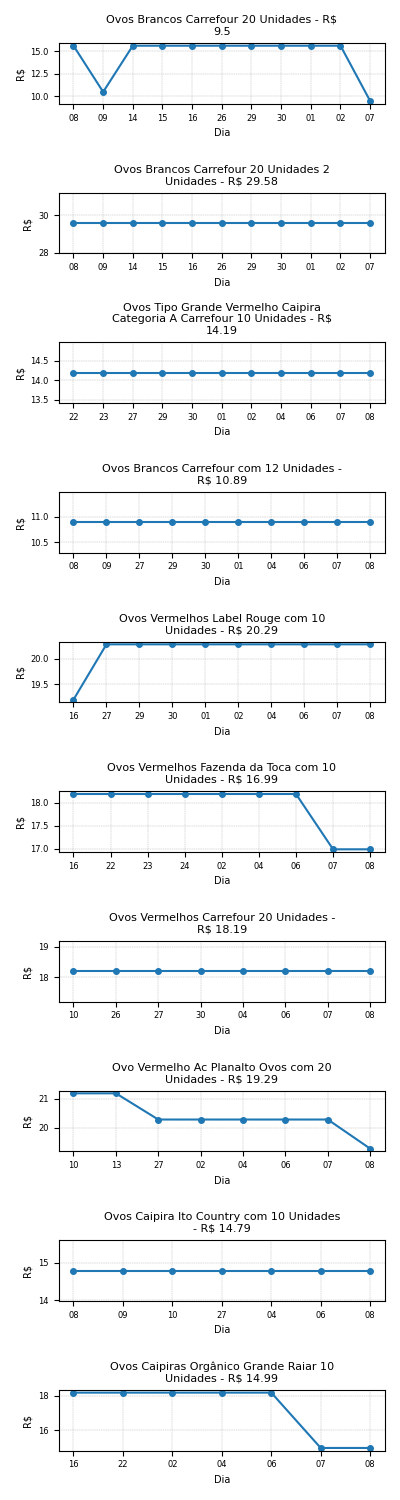 Ovos Brancos Carrefour 20 Unidades - R$
9.5
15.0
12.5
10.0
R$
08 09 14 15 16 26 29 30 01 02 07
Dia
Ovos Brancos Carrefour 20 Unidades 2
Unidades - R$ 29.58
30
28
R$
08 09 14 15 16 26 29 30 01 02 07
Dia
Ovos Tipo Grande Vermelho Caipira
Categoria A Carrefour 10 Unidades - R$
14.19
14.5
14.0
13.5
R$
22 23 27 29 30 01 02 04 06 07 08
Dia
Ovos Brancos Carrefour com 12 Unidades -
R$ 10.89
11.0
10.5
R$
08 09 27 29 30 01 04 06 07 08
Dia
Ovos Vermelhos Label Rouge com 10
Unidades - R$ 20.29
20.0
19.5
R$
16 27 29 30 01 02 04 06 07 08
Dia
Ovos Vermelhos Fazenda da Toca com 10
Unidades - R$ 16.99
18.0
17.5
17.0
R$
16 22 23 24 02 04 06 07 08
Dia
Ovos Vermelhos Carrefour 20 Unidades -
R$ 18.19
19
18
R$
10 26 27 30 04 06 07 08
Dia
Ovo Vermelho Ac Planalto Ovos com 20
Unidades - R$ 19.29
21
20
R$
10 13 27 02 04 06 07 08
Dia
Ovos Caipira Ito Country com 10 Unidades
- R$ 14.79
15
14
R$
08 09 10 27 04 06 08
Dia
Ovos Caipiras Orgânico Grande Raiar 10
Unidades - R$ 14.99
18
16
R$
16 22 02 04 06 07 08
Dia